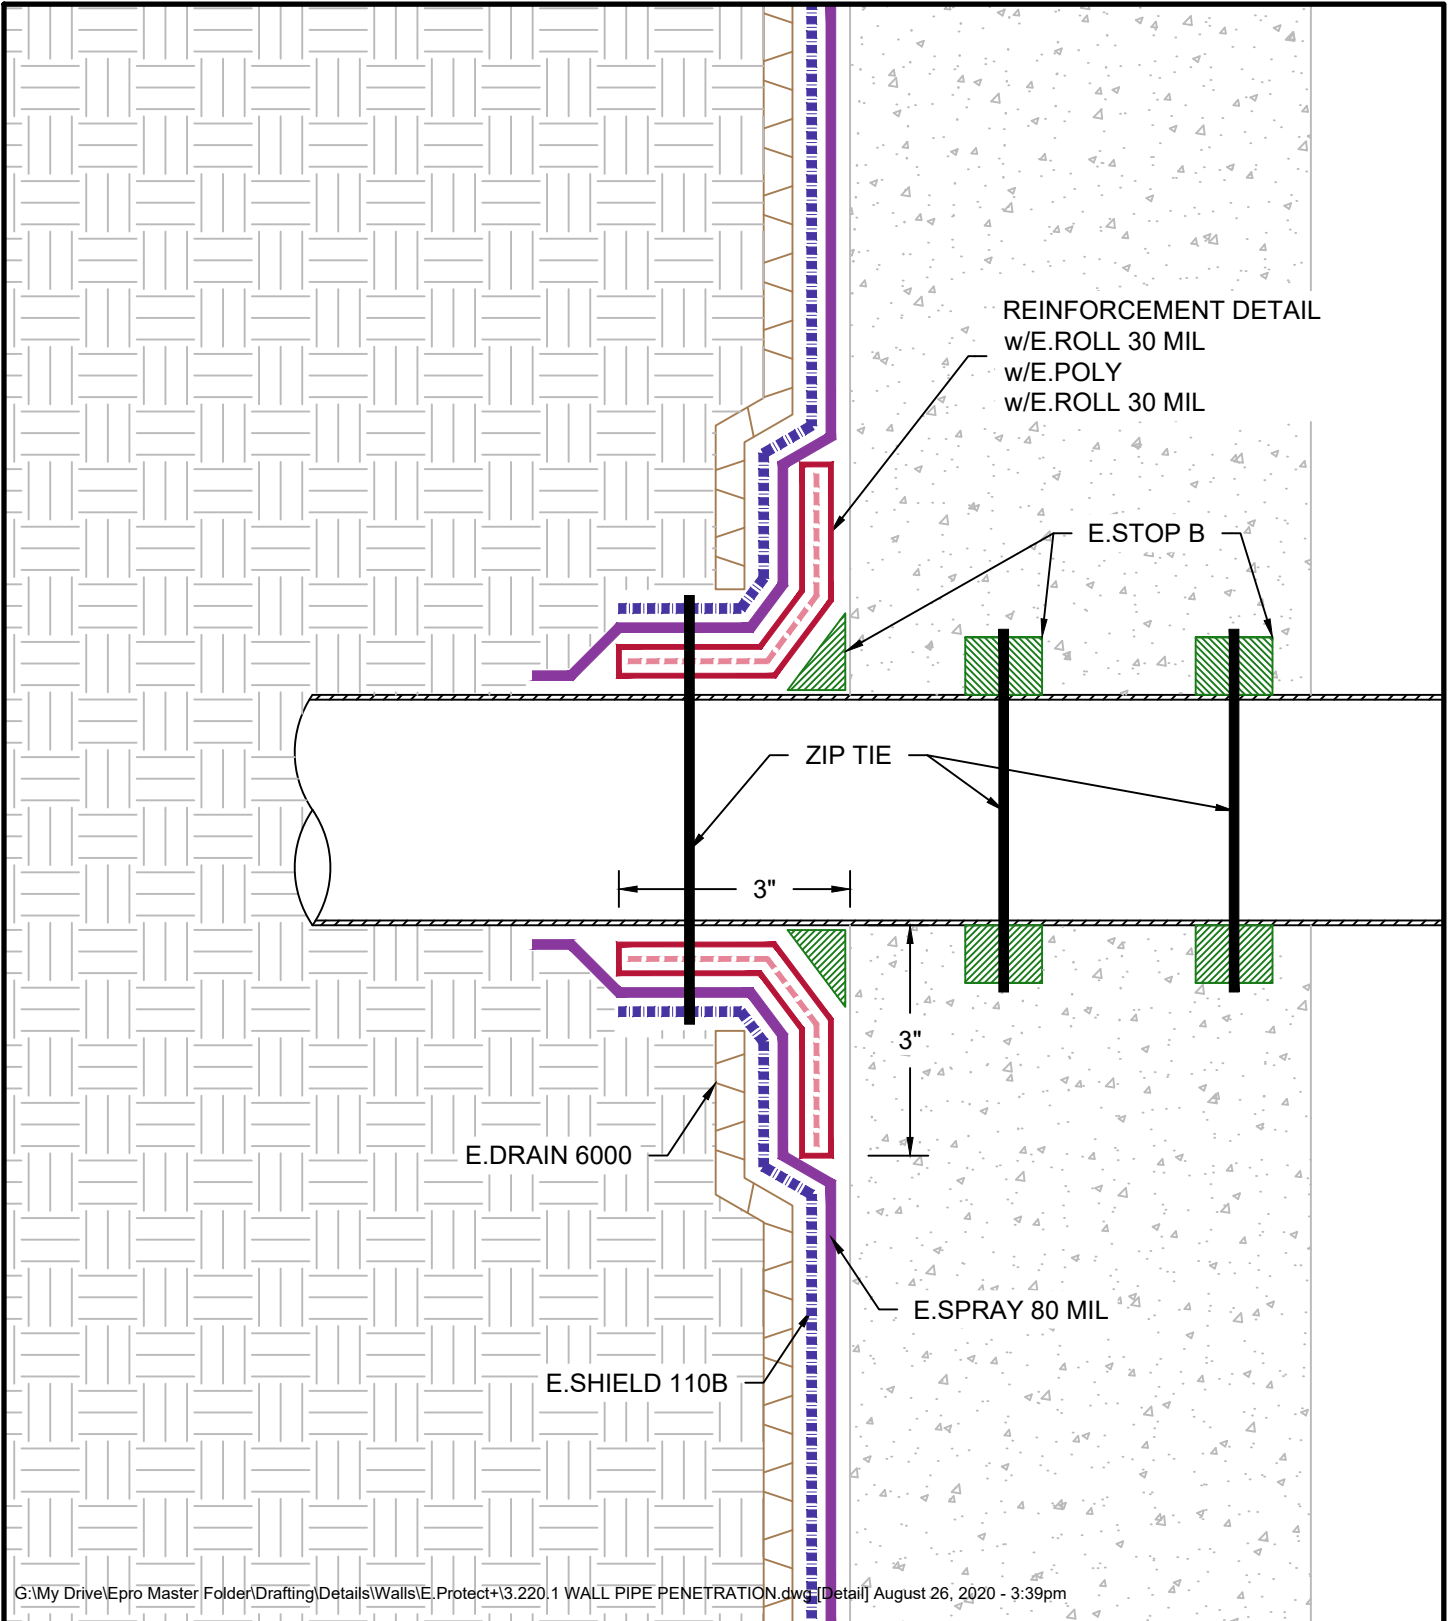 REINFORCEMENT DETAIL
w/E.ROLL 30 MIL
w/E.POLY
w/E.ROLL 30 MIL
E.STOP B
ZIP TIE
3"
3"
E.DRAIN 6000
E.SPRAY 80 MIL
E.SHIELD 110B
G:\My Drive\Epro Master Folder\Drafting\Details\Walls\E.Protect+\3.220.1 WALL PIPE PENETRATION.dwg [Detail] August 26, 2020 - 3:39pm